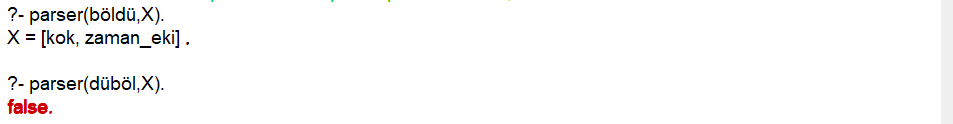 ?- parser(böldü,X).
X = [kok, zaman_eki] .
?- parser(düböl,X).
false.